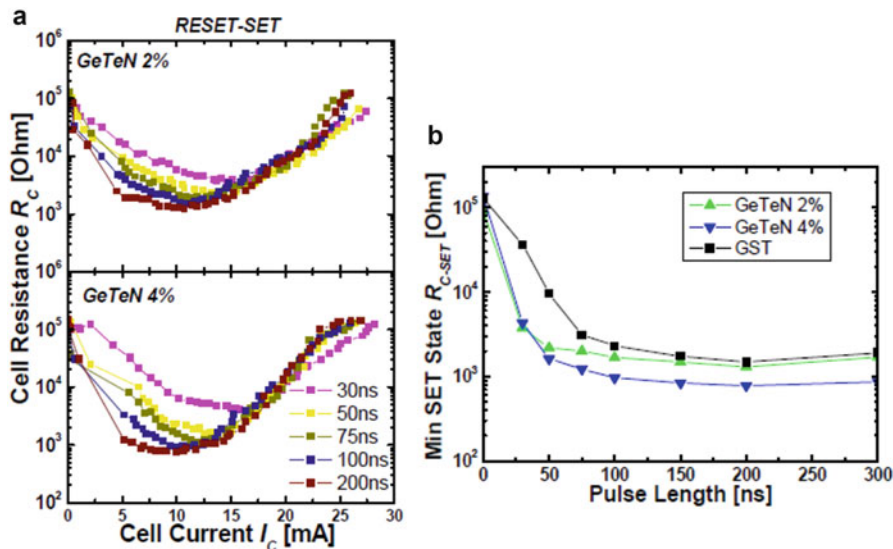 a
RESET-SET
GeTeN 2%
10⁶
10⁵
10⁴
10³
10⁶
GeTeN 4%
10⁵
10⁴
10³
10²
Cell Resistance R_C [Ohm]
30ns
50ns
75ns
100ns
200ns
0 5 10 15 20 25 30
Cell Current I_C [mA]
b
Min SET State R_C-SET [Ohm]
10⁵
10⁴
10³
10²
GeTeN 2%
GeTeN 4%
GST
0 50 100 150 200 250 300
Pulse Length [ns]